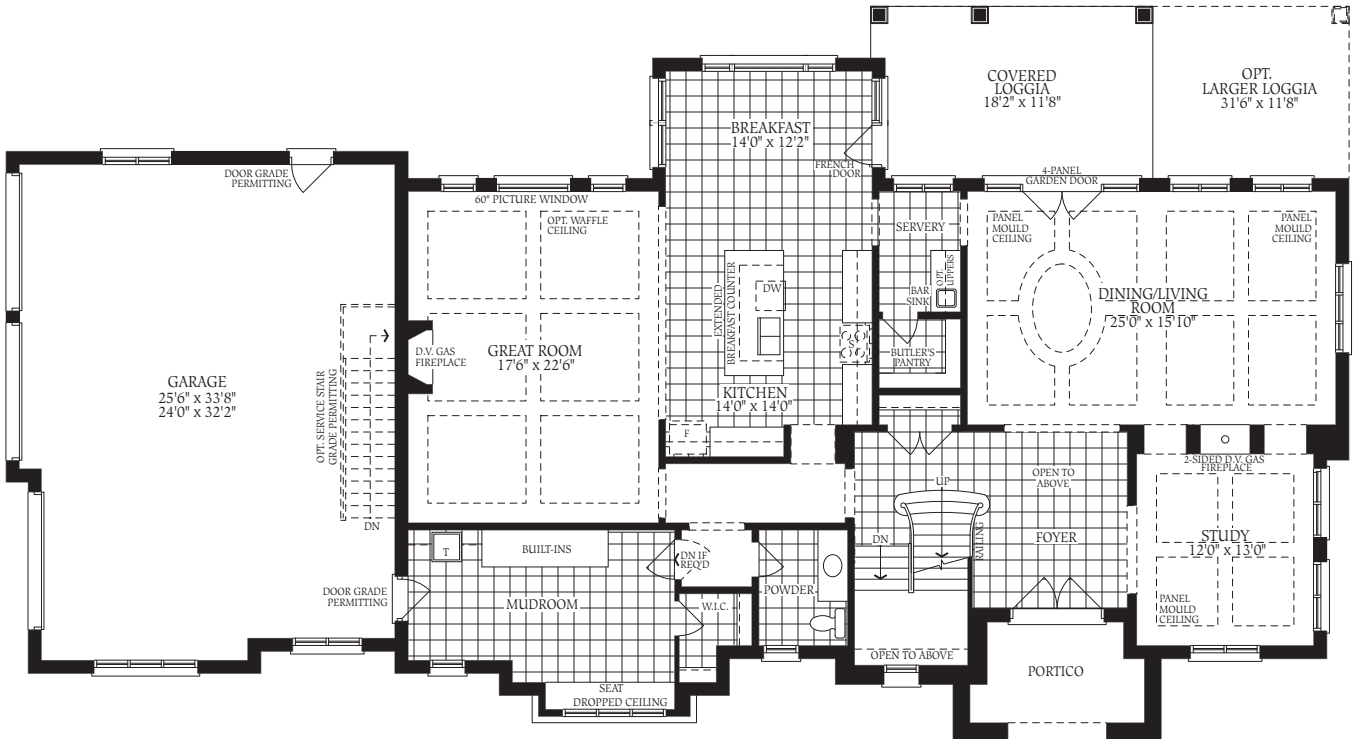 COVERED
LOGGIA
18'2" x 11'8"
OPT.
LARGER LOGGIA
31'6" x 11'8"
BREAKFAST
14'0" x 12'2"
FRENCH
DOOR
DOOR GRADE
PERMITTING
4-PANEL
GARDEN DOOR
60" PICTURE WINDOW
OPT. WAFFLE
CEILING
SERVERY
PANEL
MOULD
CEILING
PANEL
MOULD
CEILING
OPT.
UPPERS
BAR
SINK
DW
EXTENDED
BREAKFAST COUNTER
DINING/LIVING
ROOM
25'0" x 15'10"
S
BUTLER'S
PANTRY
D.V. GAS
FIREPLACE
GREAT ROOM
17'6" x 22'6"
GARAGE
25'6" x 33'8"
24'0" x 32'2"
OPT. SERVICE STAIR
GRADE PERMITTING
DN
KITCHEN
14'0" x 14'0"
F
2-SIDED D.V. GAS
FIREPLACE
OPEN TO
ABOVE
UP
DN
RAILING
FOYER
STUDY
12'0" x 13'0"
PANEL
MOULD
CEILING
T
BUILT-INS
DN IF
REQ'D
DOOR GRADE
PERMITTING
MUDROOM
W.I.C.
POWDER
OPEN TO ABOVE
PORTICO
SEAT
DROPPED CEILING